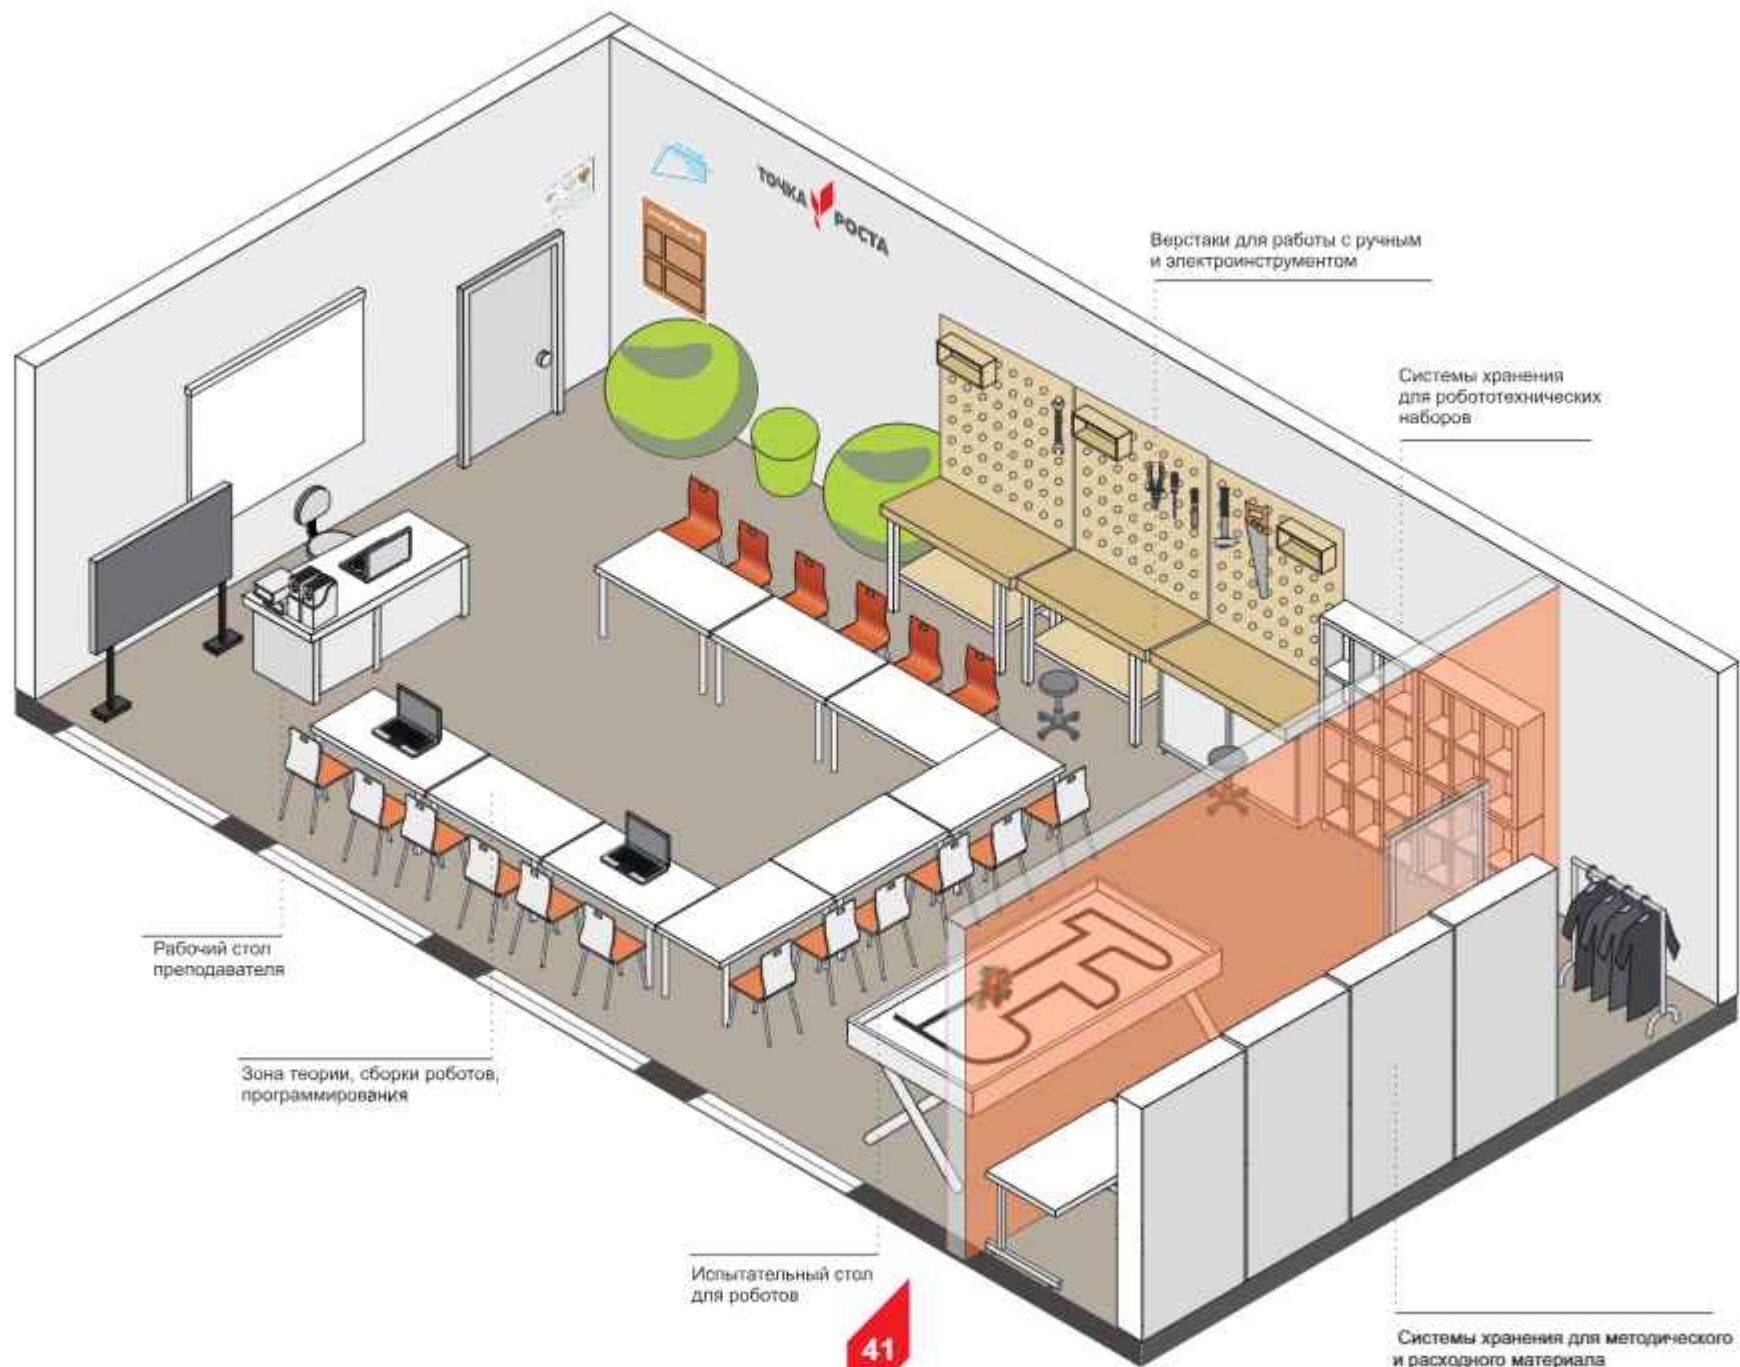 ТОЧКА
РОСТА
Верстаки для работы с ручным
и электроинструментом
Системы хранения
для робототехнических
наборов
Рабочий стол
преподавателя
Зона теории, сборки роботов,
программирования
Испытательный стол
для роботов
41
Системы хранения для методического
и расходного материала